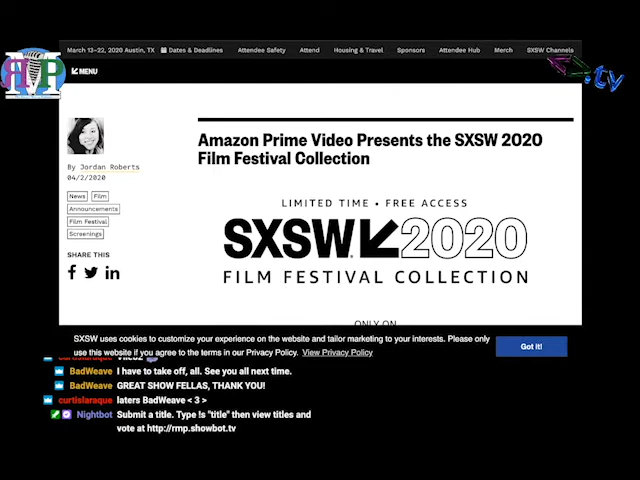 March 13–22, 2020 Austin, TX Dates & Deadlines Attendee Safety Attend Housing & Travel Sponsors Attendee Hub Merch SXSW Channels
MENU
RMP
.tv
Amazon Prime Video Presents the SXSW 2020
Film Festival Collection
By Jordan Roberts
04/2/2020
News Film
Announcements
Film Festival
Screenings
SHARE THIS
LIMITED TIME • FREE ACCESS
SXSW 2020
FILM FESTIVAL COLLECTION
ONLY ON
SXSW uses cookies to customize your experience on the website and tailor marketing to your interests. Please only
use this website if you agree to the terms in our Privacy Policy. View Privacy Policy
Got it!
BadWeave I have to take off, all. See you all next time.
BadWeave GREAT SHOW FELLAS, THANK YOU!
curtislaraque laters BadWeave < 3 >
Nightbot Submit a title. Type !s "title" then view titles and
vote at http://rmp.showbot.tv